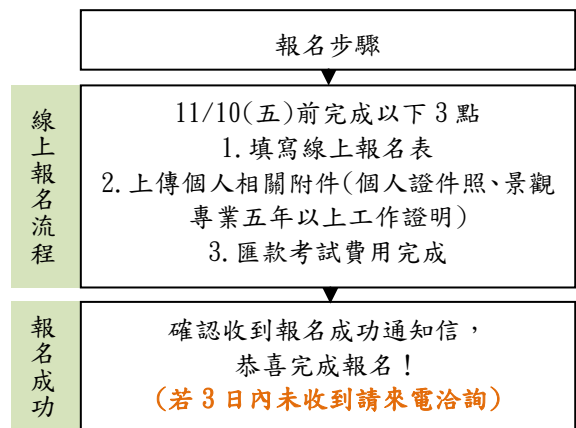 報名步驟
線上報名流程
11/10(五)前完成以下 3 點
1.填寫線上報名表
2.上傳個人相關附件(個人證件照、景觀
專業五年以上工作證明)
3.匯款考試費用完成
報名成功
確認收到報名成功通知信，
恭喜完成報名！
(若 3 日內未收到請來電洽詢)